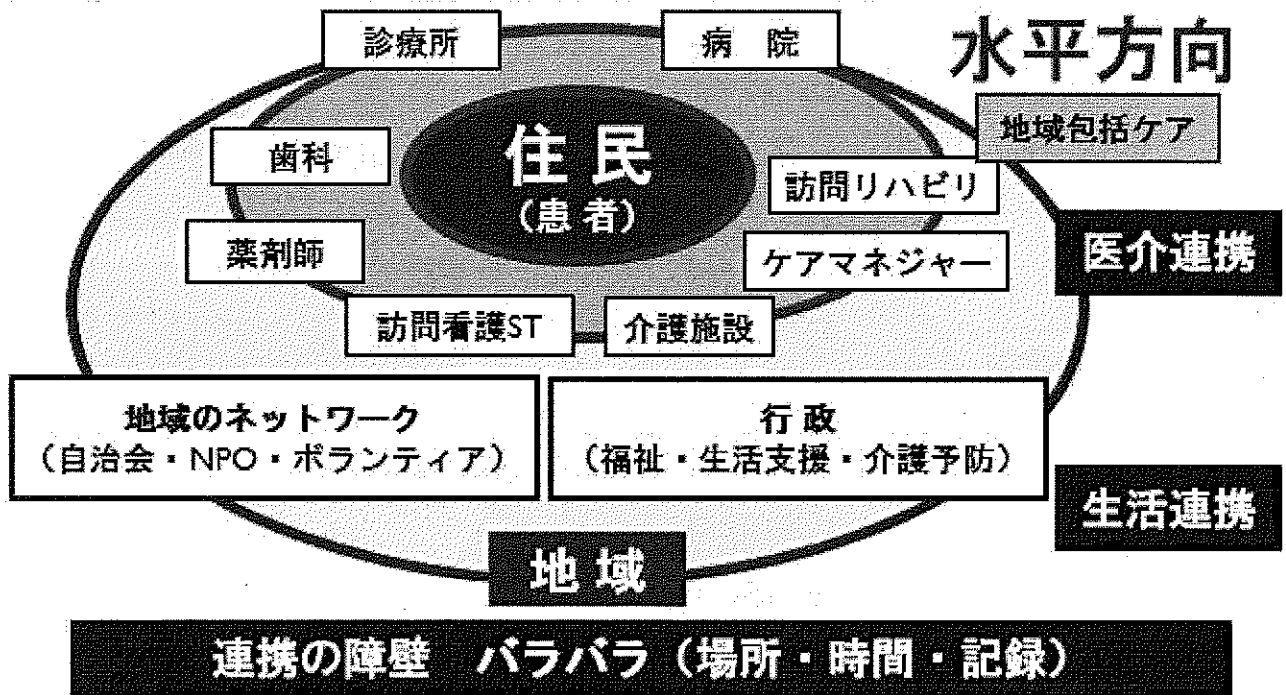 水平方向
診療所
病 院
地域包括ケア
歯科
住民
(患者)
訪問リハビリ
薬剤師
ケアマネジャー
医介連携
訪問看護ST
介護施設
地域のネットワーク
(自治会・NPO・ボランティア)
行政
(福祉・生活支援・介護予防)
生活連携
地域
連携の障壁 バラバラ(場所・時間・記録)